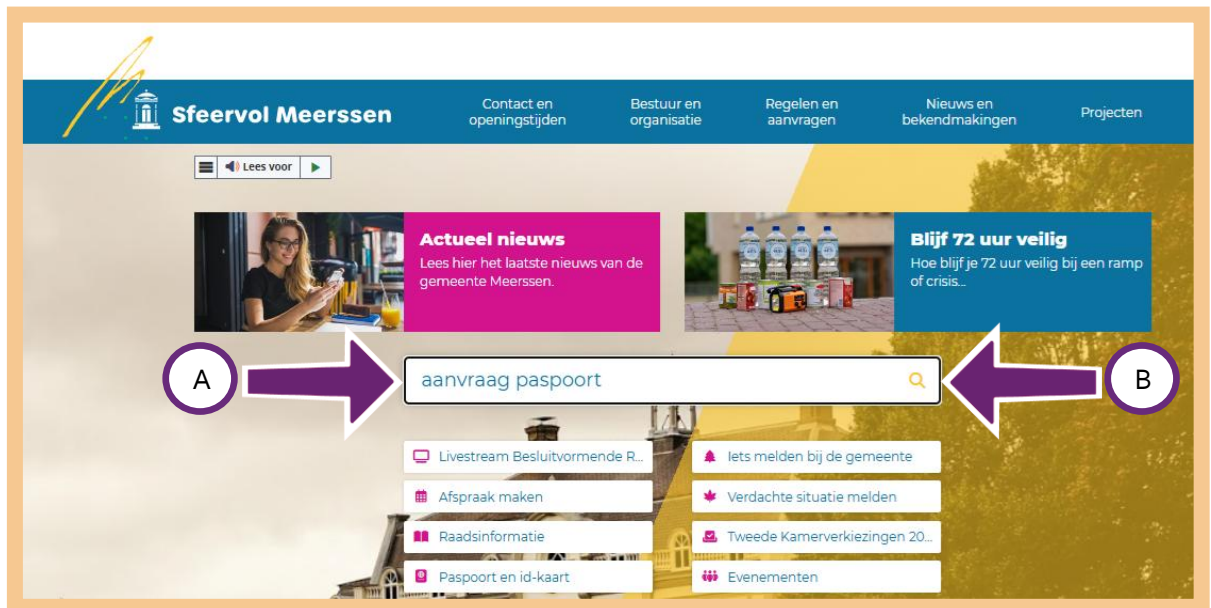 Sfeervol Meerssen
Contact en
openingstijden
Bestuur en
organisatie
Regelen en
aanvragen
Nieuws en
bekendmakingen
Projecten
Lees voor
Actueel nieuws
Lees hier het laatste nieuws van de
gemeente Meerssen.
Blijf 72 uur veilig
Hoe blijf je 72 uur veilig bij een ramp
of crisis...
A
aanvraag paspoort
B
Livestream Besluitvormende R...
Iets melden bij de gemeente
Afspraak maken
Verdachte situatie melden
Raadsinformatie
Tweede Kamerverkiezingen 20...
Paspoort en id-kaart
Evenementen